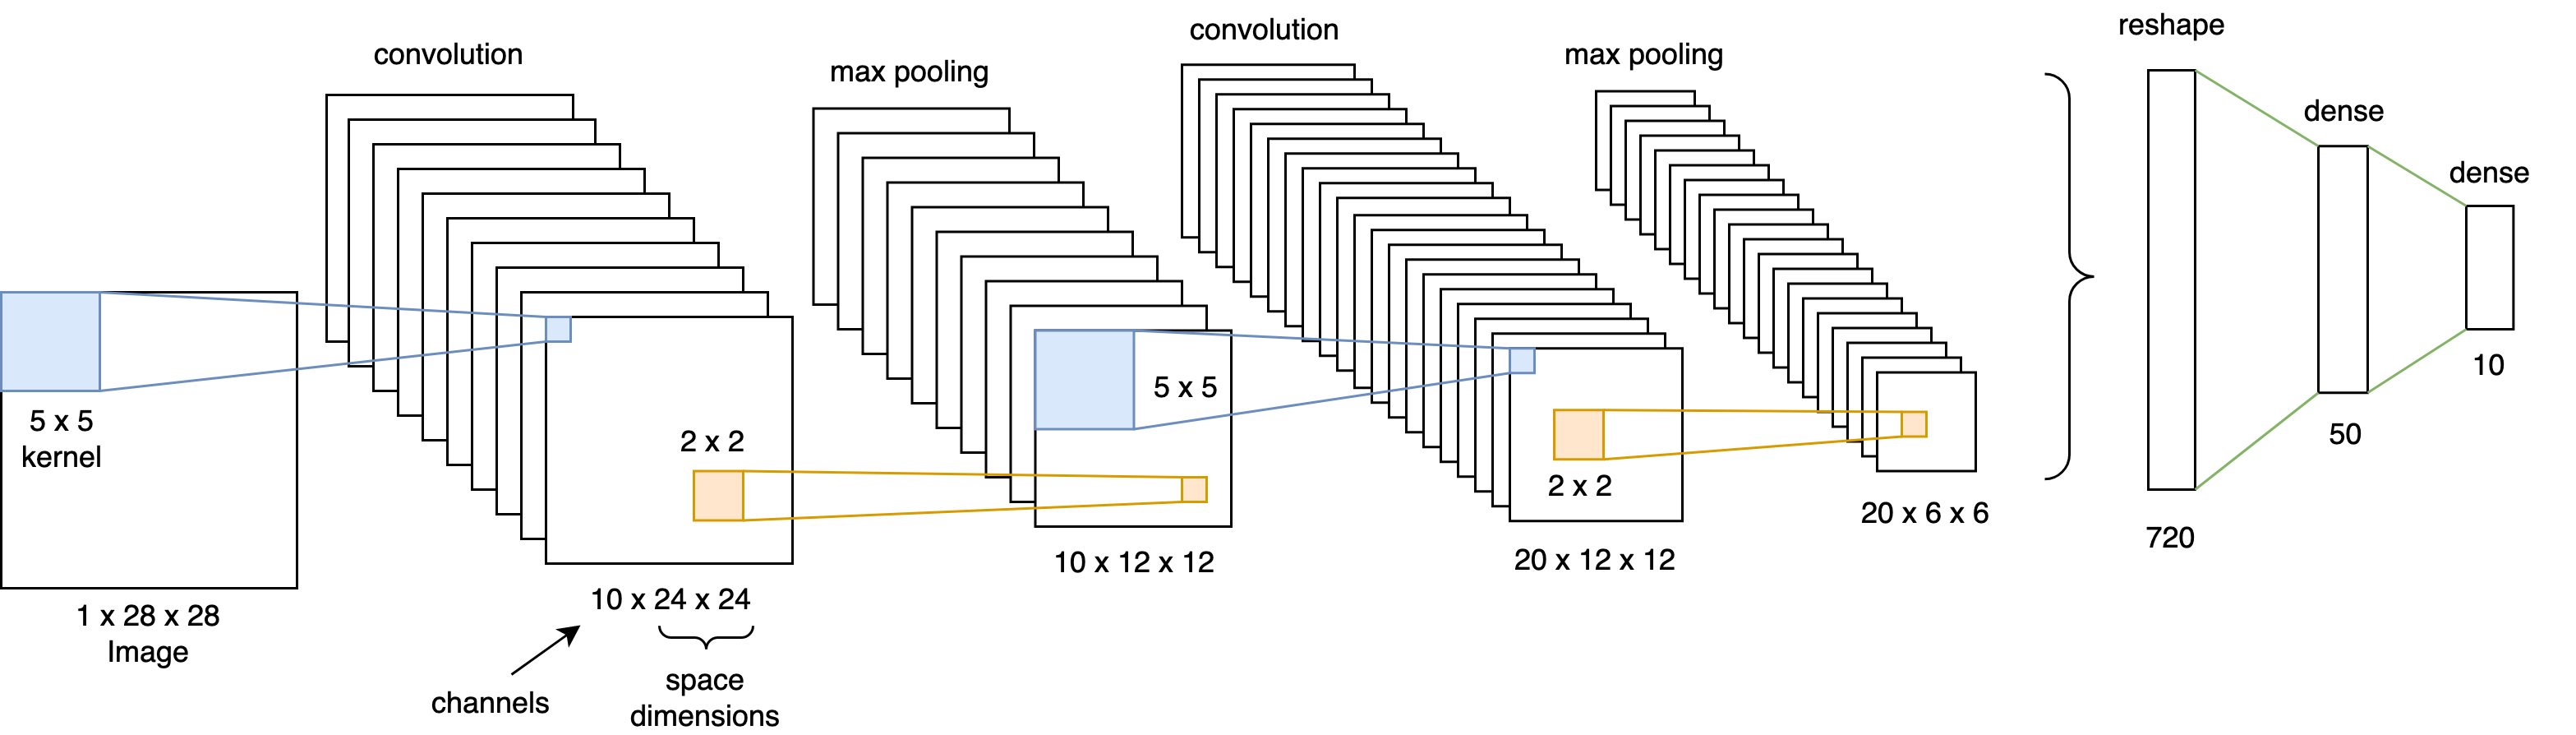 convolution
max pooling
convolution
max pooling
reshape
dense
dense
5 x 5
kernel
1 x 28 x 28
Image
2 x 2
10 x 24 x 24
channels
space
dimensions
5 x 5
10 x 12 x 12
2 x 2
20 x 12 x 12
20 x 6 x 6
720
50
10